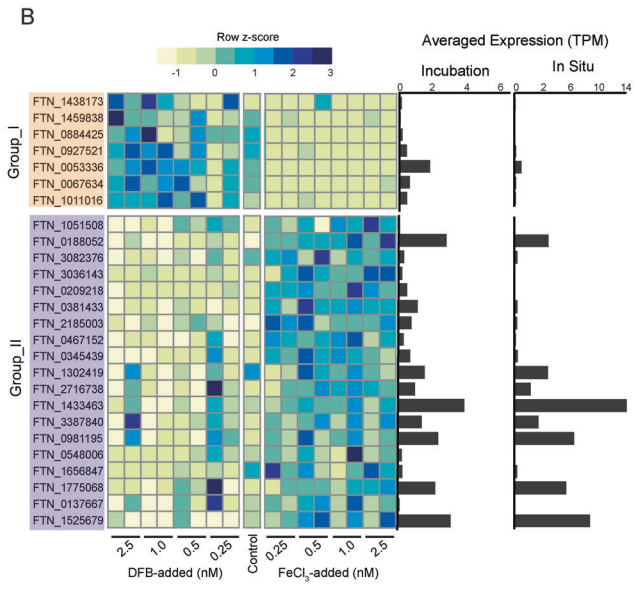 B
Row z-score
-1 0 1 2 3
Averaged Expression (TPM)
Incubation
In Situ
0 2 4 6
0 4 8 12 14
Group_I
FTN_1438173
FTN_1459838
FTN_0884425
FTN_0927521
FTN_0053336
FTN_0067634
FTN_1011016
Group_II
FTN_1051508
FTN_0188052
FTN_3082376
FTN_3036143
FTN_0209218
FTN_0381433
FTN_2185003
FTN_0467152
FTN_0345439
FTN_1302419
FTN_2716738
FTN_1433463
FTN_3387840
FTN_0981195
FTN_0548006
FTN_1656847
FTN_1775068
FTN_0137667
FTN_1525679
2.5 1.0 0.5 0.25
Control
0.25 0.5 1.0 2.5
DFB-added (nM)
FeCl3-added (nM)